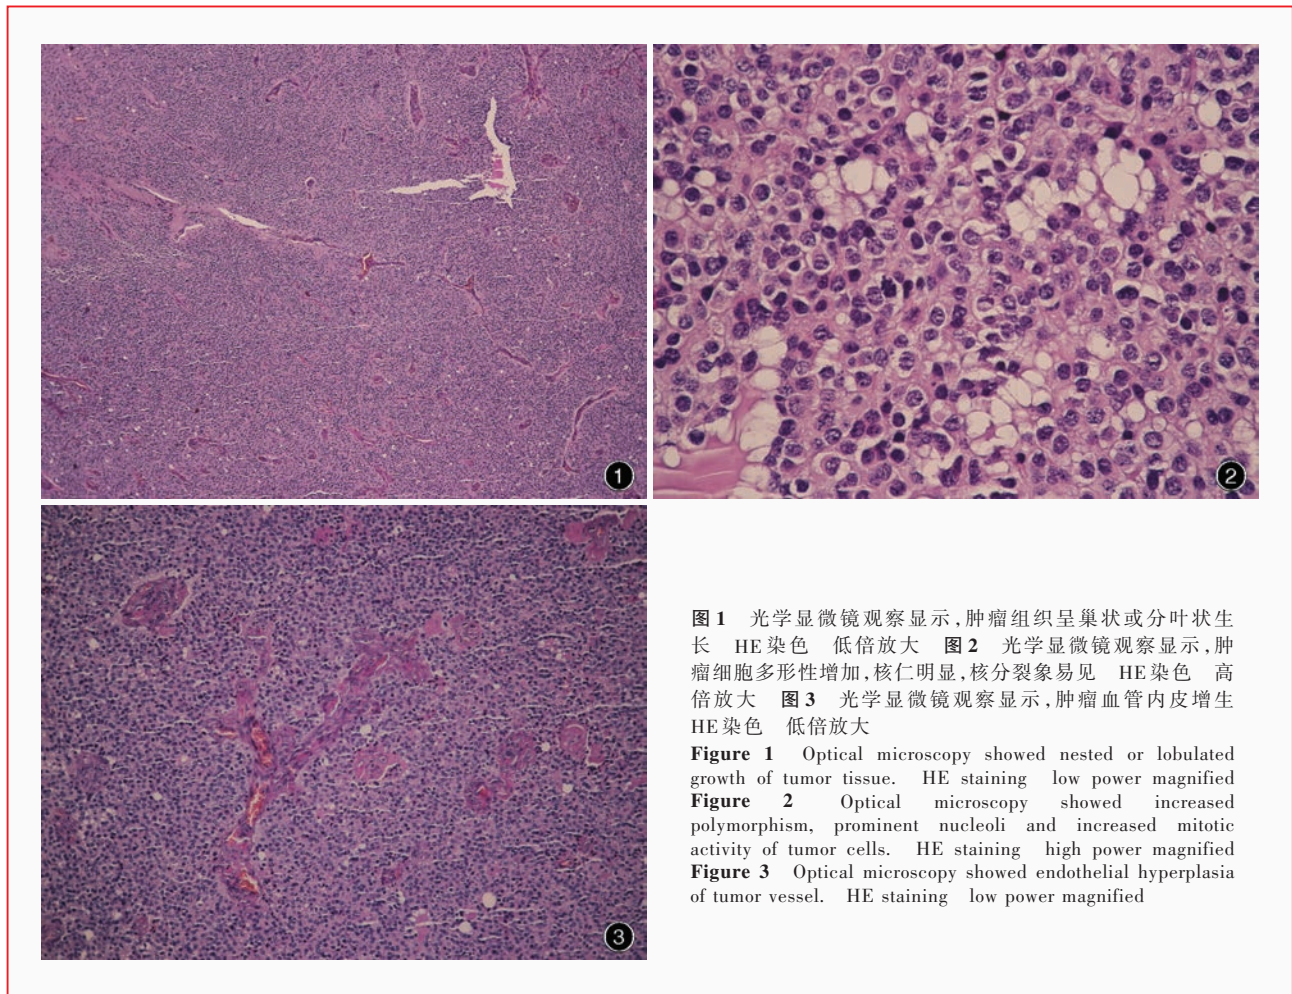 1
2
3
图1 光学显微镜观察显示,肿瘤组织呈巢状或分叶状生
长 HE染色 低倍放大 图2 光学显微镜观察显示,肿
瘤细胞多形性增加,核仁明显,核分裂象易见 HE染色 高
倍放大 图3 光学显微镜观察显示,肿瘤血管内皮增生
HE染色 低倍放大
Figure 1 Optical microscopy showed nested or lobulated
growth of tumor tissue. HE staining low power magnified
Figure 2 Optical microscopy showed increased
polymorphism, prominent nucleoli and increased mitotic
activity of tumor cells. HE staining high power magnified
Figure 3 Optical microscopy showed endothelial hyperplasia
of tumor vessel. HE staining low power magnified